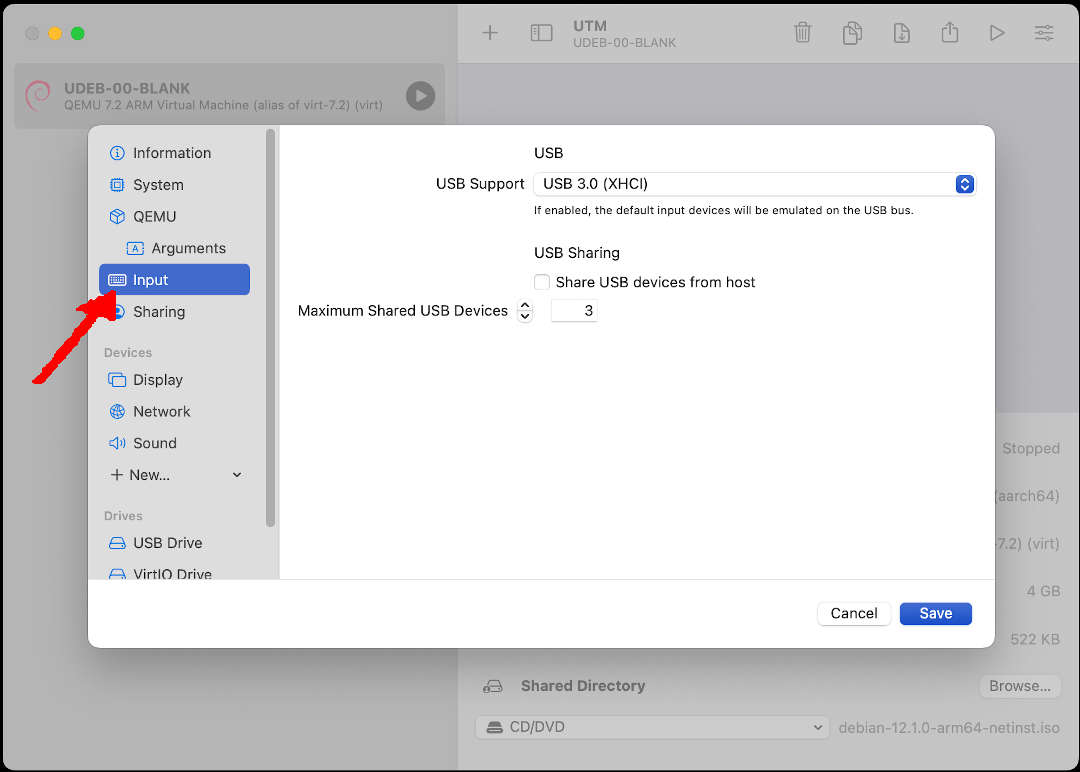 UTM
UDEB-00-BLANK
UDEB-00-BLANK
QEMU 7.2 ARM Virtual Machine (alias of virt-7.2) (virt)
Information
System
QEMU
A Arguments
Input
Sharing
Devices
Display
Network
Sound
New...
Drives
USB Drive
VirtIO Drive
USB
USB Support USB 3.0 (XHCI)
If enabled, the default input devices will be emulated on the USB bus.
USB Sharing
Share USB devices from host
Maximum Shared USB Devices 3
Cancel Save
Stopped
(aarch64)
-7.2) (virt)
4 GB
522 KB
Shared Directory Browse...
CD/DVD debian-12.1.0-arm64-netinst.iso